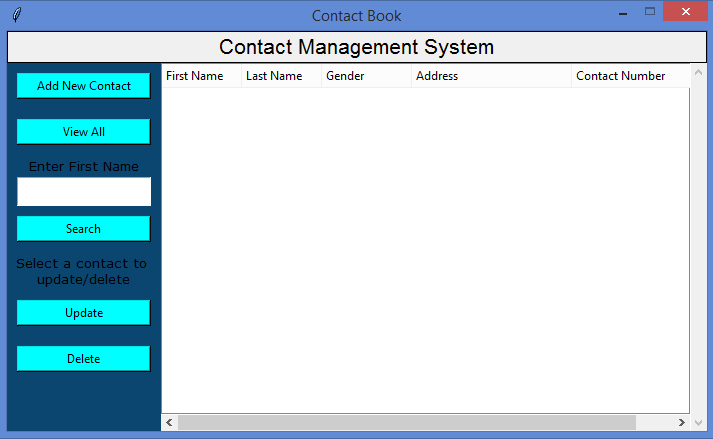 Contact Book
Contact Management System
Add New Contact
View All
Enter First Name
Search
Select a contact to
update/delete
Update
Delete
First Name Last Name Gender Address Contact Number